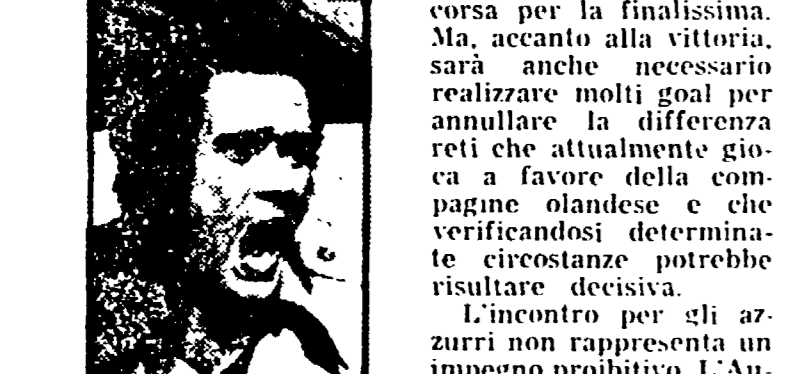 corsa per la finalissima.
Ma, accanto alla vittoria,
sarà anche necessario
realizzare molti goal per
annullare la differenza
reti che attualmente gio-
ca a favore della com-
pagine olandese e che
verificandosi determina-
te circostanze potrebbe
risultare decisiva.
L'incontro per gli az-
zurri non rappresenta un
impegno proibitivo. L'Au-